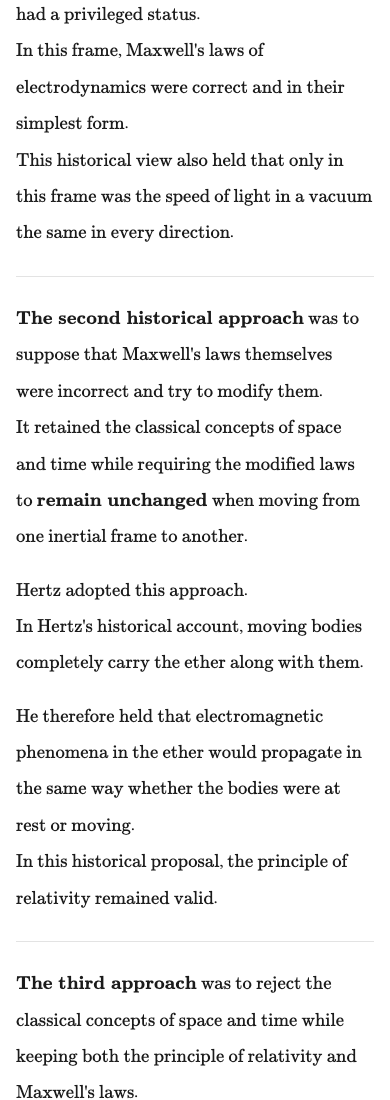 had a privileged status.
In this frame, Maxwell's laws of
electrodynamics were correct and in their
simplest form.
This historical view also held that only in
this frame was the speed of light in a vacuum
the same in every direction.
The second historical approach was to
suppose that Maxwell's laws themselves
were incorrect and try to modify them.
It retained the classical concepts of space
and time while requiring the modified laws
to remain unchanged when moving from
one inertial frame to another.
Hertz adopted this approach.
In Hertz's historical account, moving bodies
completely carry the ether along with them.
He therefore held that electromagnetic
phenomena in the ether would propagate in
the same way whether the bodies were at
rest or moving.
In this historical proposal, the principle of
relativity remained valid.
The third approach was to reject the
classical concepts of space and time while
keeping both the principle of relativity and
Maxwell's laws.